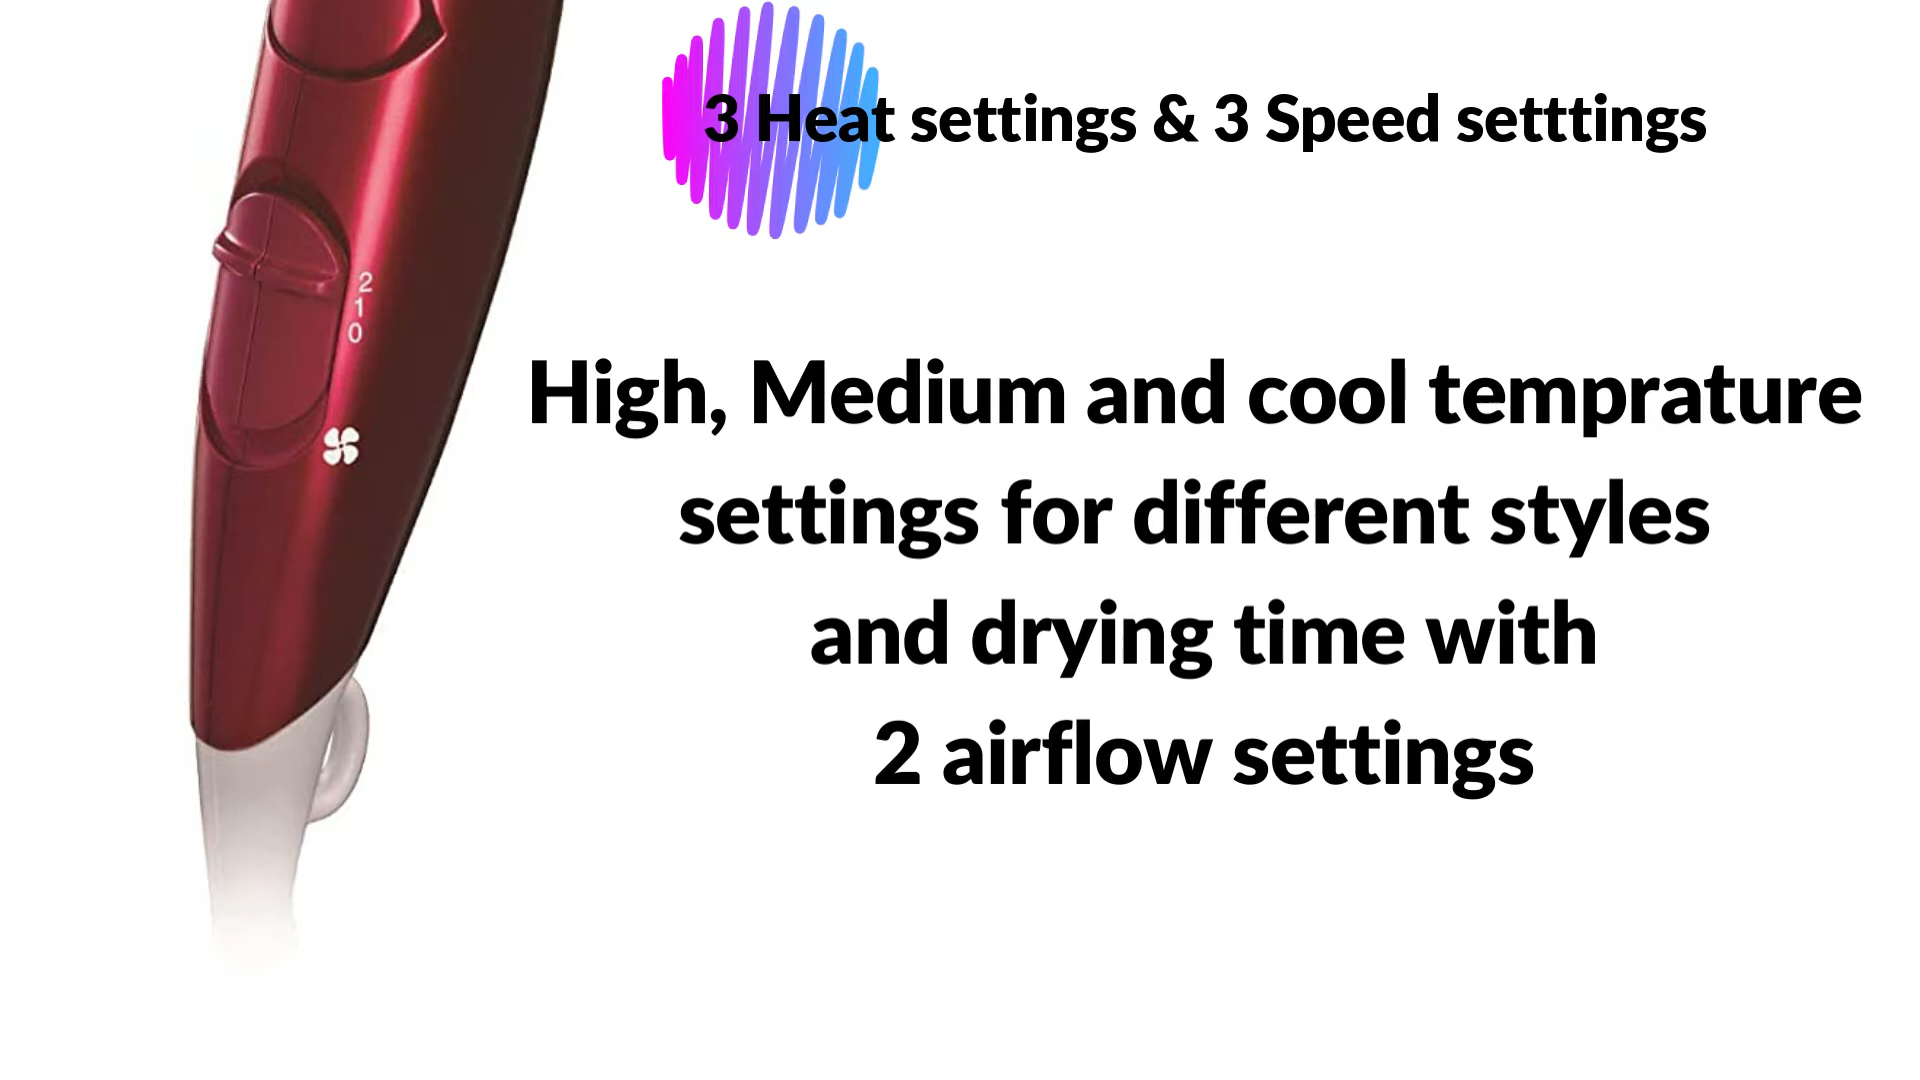 3 Heat settings & 3 Speed setttings
2
1
0
High, Medium and cool temprature
settings for different styles
and drying time with
2 airflow settings